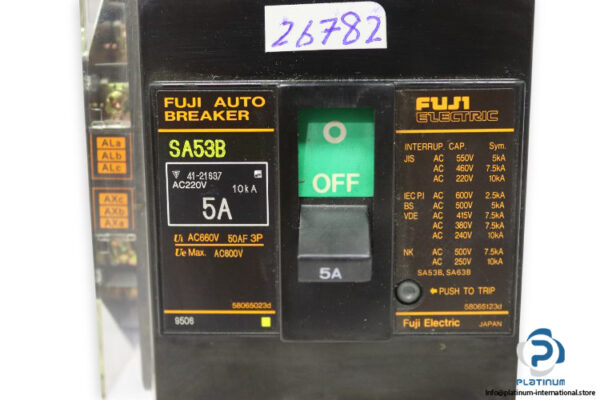 26782
FUJI AUTO
BREAKER
SA53B
41-21637
AC220V 10kA
5A
Ui AC660V 50AF 3P
Ue Max. AC600V
58065023d
9506
ALa
ALb
ALc
AXc
AXb
AXa
O
OFF
5A
FUJI
ELECTRIC
INTERRUP. CAP. Sym.
JIS AC 550V 5kA
AC 460V 7.5kA
AC 220V 10kA
IEC P1 AC 600V 2.5kA
BS AC 500V 5kA
VDE AC 415V 7.5kA
AC 380V 7.5kA
AC 240V 10kA
NK AC 500V 7.5kA
AC 250V 10kA
SA53B, SA63B
PUSH TO TRIP
58065123d
Fuji Electric JAPAN
PLATINUM
INTERNATIONAL
info@platinum-international.store